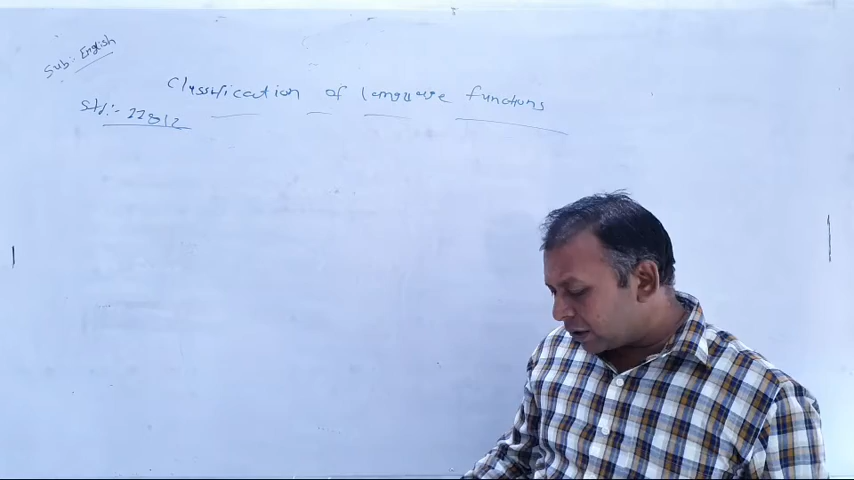 Sub: English
Classification of language functions
Std:- 11&12